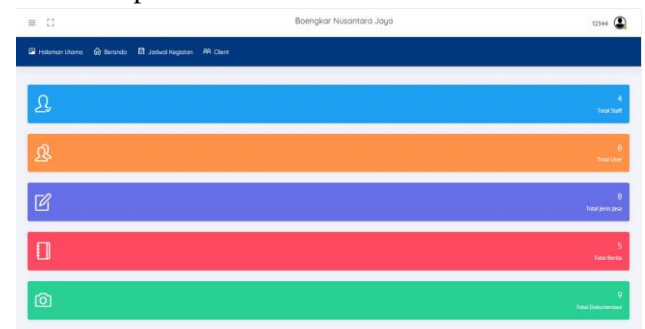 Boengkar Nusantara Jaya
12344
Halaman Utama Beranda Jadwal Kegiatan Client
4
Total Staff
6
Total User
8
Total Jenis Jasa
5
Total Berita
9
Total Dokumentasi